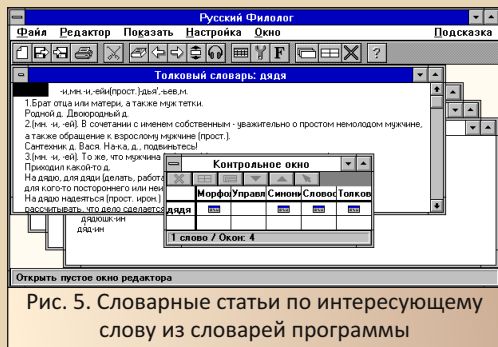 Русский Филолог
Файл Редактор Показать Настройка Окно Подсказка
Толковый словарь: дядя
-и,мн.-и,-ей(прост.)-дья',-ьев,м.
1.Брат отца или матери, а также муж тетки.
Родной д. Двоюродный д.
2.(мн. -и, -ей). В сочетании с именем собственным - уважительно о простом немолодом мужчине,
а также обращение к взрослому мужчине (прост.).
Сантехник д. Вася. На-ка, д., подвиньтесь!
3.(мн. -и, -ей). То же, что мужчина
Приходил какой-то д.
На дядю, для дяди (делать, работа
для кого-то постороннего или неи
На дядю надеяться (прост. ирон.)
рассчитывать, что дело сделается
дядюшк-ин
дяд-ин
Контрольное окно
Морфо Управл Синони Словос Толков
дядя
1 слово / Окон: 4
Открыть пустое окно редактора
Рис. 5. Словарные статьи по интересующему
слову из словарей программы